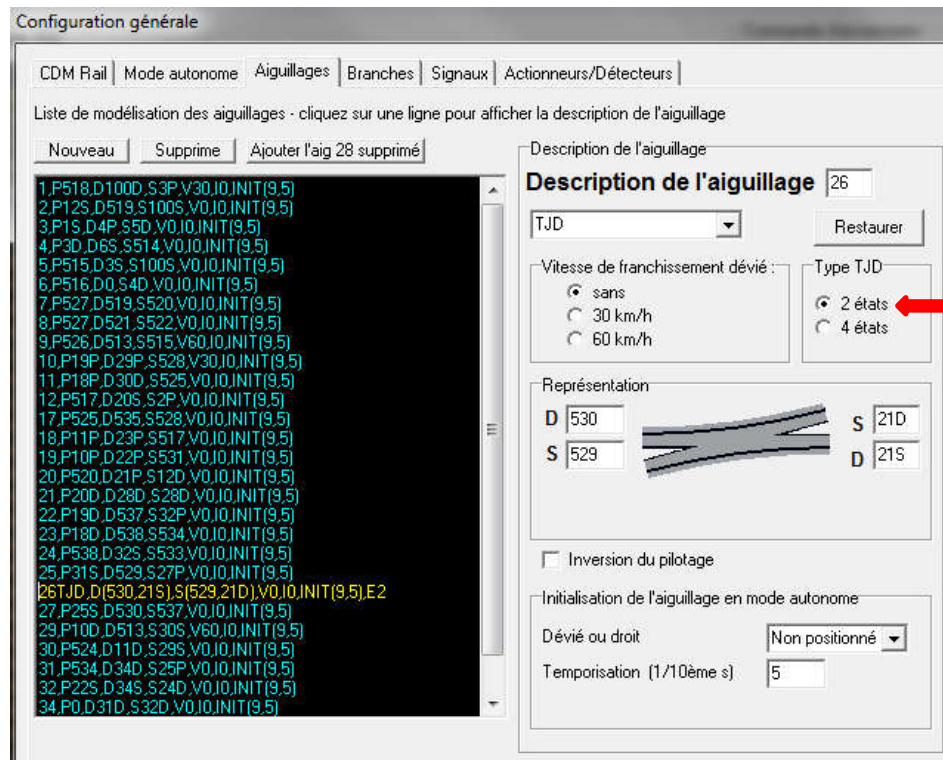 Configuration générale
CDM Rail Mode autonome Aiguillages Branches Signaux Actionneurs/Détecteurs
Liste de modélisation des aiguillages - cliquez sur une ligne pour afficher la description de l'aiguillage
Nouveau Supprime Ajouter l'aig 28 supprimé
1,P518,D100D,S3P,V30,I0,INIT(9,5)
2,P12S,D519,S100S,V0,I0,INIT(9,5)
3,P1S,D4P,S5D,V0,I0,INIT(9,5)
4,P3D,D6S,S514,V0,I0,INIT(9,5)
5,P515,D3S,S100S,V0,I0,INIT(9,5)
6,P516,D0,S4D,V0,I0,INIT(9,5)
7,P527,D519,S520,V0,I0,INIT(9,5)
8,P527,D521,S522,V0,I0,INIT(9,5)
9,P526,D513,S515,V60,I0,INIT(9,5)
10,P19P,D29P,S528,V30,I0,INIT(9,5)
11,P18P,D30D,S525,V0,I0,INIT(9,5)
12,P517,D20S,S2P,V0,I0,INIT(9,5)
17,P525,D535,S528,V0,I0,INIT(9,5)
18,P11P,D23P,S517,V0,I0,INIT(9,5)
19,P10P,D22P,S531,V0,I0,INIT(9,5)
20,P520,D21P,S12D,V0,I0,INIT(9,5)
21,P20D,D28D,S28D,V0,I0,INIT(9,5)
22,P19D,D537,S32P,V0,I0,INIT(9,5)
23,P18D,D538,S534,V0,I0,INIT(9,5)
24,P538,D32S,S533,V0,I0,INIT(9,5)
25,P31S,D529,S27P,V0,I0,INIT(9,5)
26TJD,D(530,21S),S(529,21D),V0,I0,INIT(9,5),E2
27,P25S,D530,S537,V0,I0,INIT(9,5)
29,P10D,D513,S30S,V60,I0,INIT(9,5)
30,P524,D11D,S29S,V0,I0,INIT(9,5)
31,P534,D34D,S25P,V0,I0,INIT(9,5)
32,P22S,D34S,S24D,V0,I0,INIT(9,5)
34,P0,D31D,S32D,V0,I0,INIT(9,5)
Description de l'aiguillage
Description de l'aiguillage 26
TJD Restaurer
Vitesse de franchissement dévié :
sans
30 km/h
60 km/h
Type TJD
2 états
4 états
Représentation
D 530 S 21D
S 529 D 21S
Inversion du pilotage
Initialisation de l'aiguillage en mode autonome
Dévié ou droit Non positionné
Temporisation (1/10ème s) 5